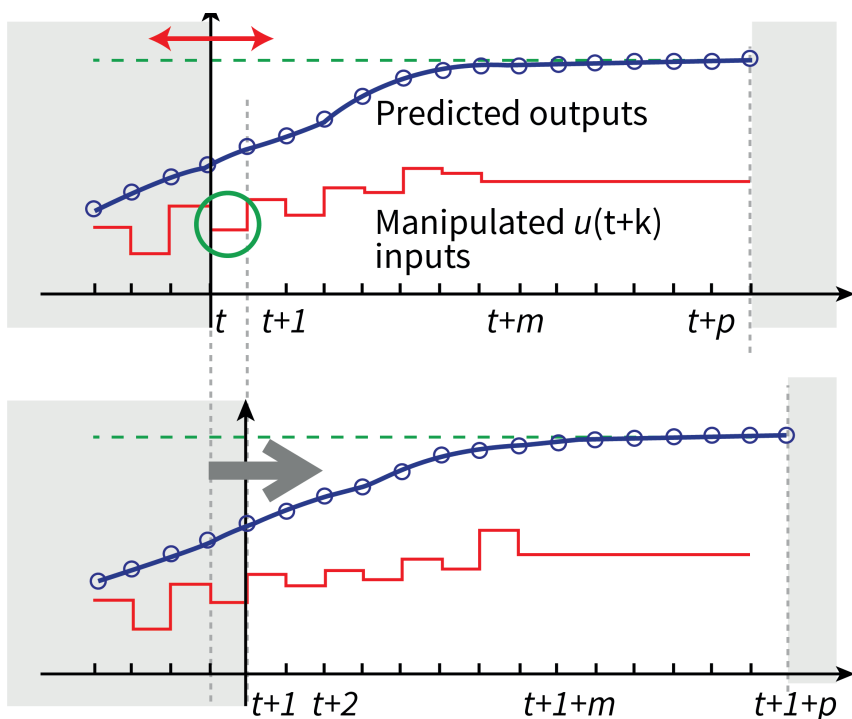 Predicted outputs
Manipulated u(t+k)
inputs
t t+1 t+m t+p
t+1 t+2 t+1+m t+1+p